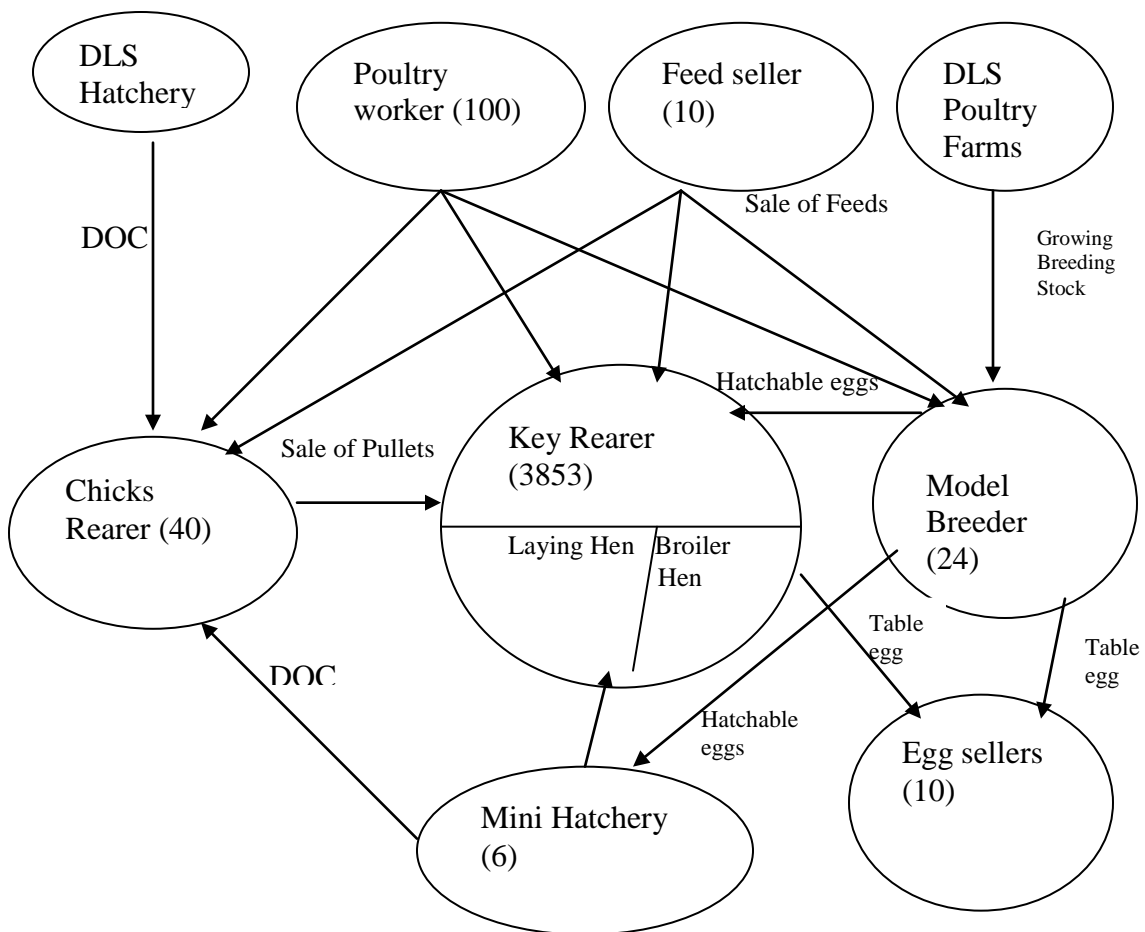 DLS
Hatchery
Poultry
worker (100)
Feed seller
(10)
DLS
Poultry
Farms
Sale of Feeds
DOC
Growing
Breeding
Stock
Hatchable eggs
Key Rearer
(3853)
Sale of Pullets
Chicks
Rearer (40)
Model
Breeder
(24)
Laying Hen
Broiler
Hen
Table
egg
Table
egg
DOC
Hatchable
eggs
Egg sellers
(10)
Mini Hatchery
(6)